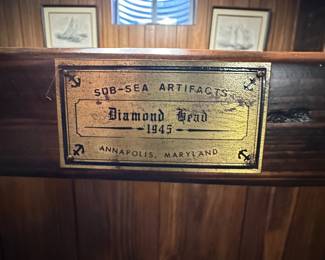 SUB-SEA ARTIFACTS
Diamond Head
1945
ANNAPOLIS, MARYLAND